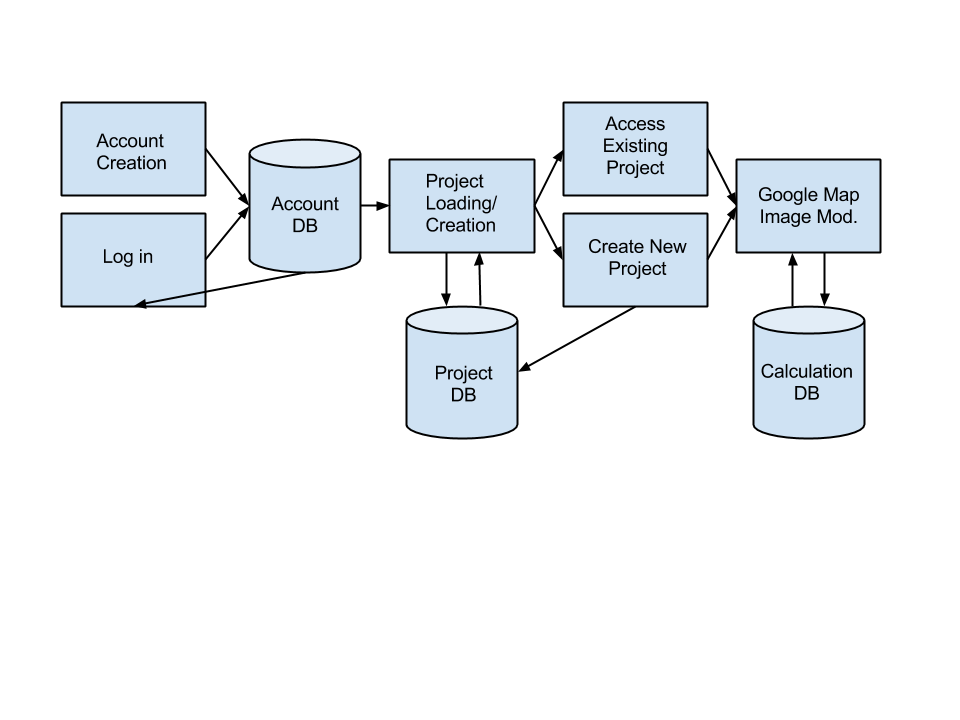 Account
Creation
Log in
Account
DB
Project
Loading/
Creation
Access
Existing
Project
Create New
Project
Google Map
Image Mod.
Project
DB
Calculation
DB